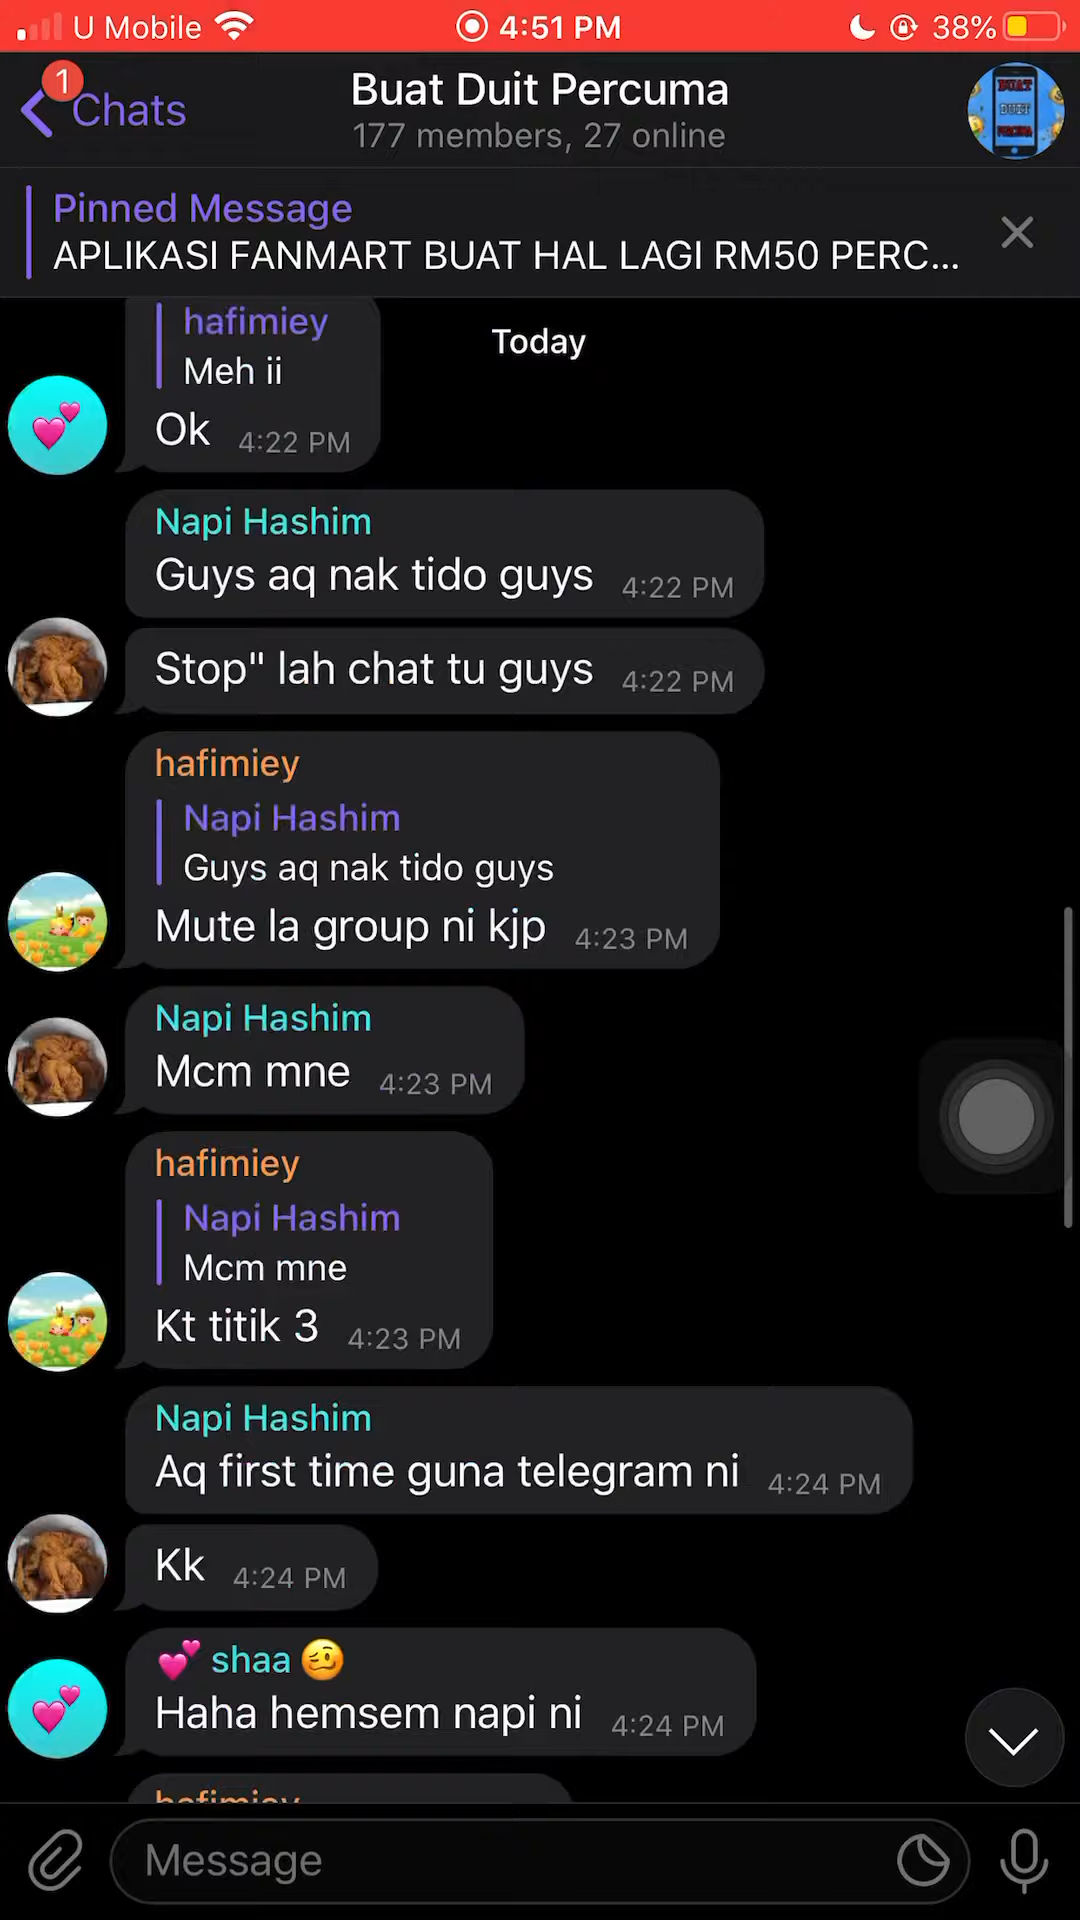 U Mobile
4:51 PM
38%
1
Chats
Buat Duit Percuma
177 members, 27 online
BUAT
DUIT
PERCUMA
Pinned Message
APLIKASI FANMART BUAT HAL LAGI RM50 PERC...
Today
hafimiey
Meh ii
Ok 4:22 PM
Napi Hashim
Guys aq nak tido guys 4:22 PM
Stop" lah chat tu guys 4:22 PM
hafimiey
Napi Hashim
Guys aq nak tido guys
Mute la group ni kjp 4:23 PM
Napi Hashim
Mcm mne 4:23 PM
hafimiey
Napi Hashim
Mcm mne
Kt titik 3 4:23 PM
Napi Hashim
Aq first time guna telegram ni 4:24 PM
Kk 4:24 PM
💕 shaa 🥴
Haha hemsem napi ni 4:24 PM
hafimiey
Message